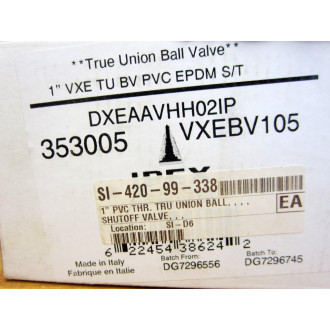 **True Union Ball Valve**
1" VXE TU BV PVC EPDM S/T
DXEAAVHH02IP
353005
VXEBV105
IPEX
SI-420-99-338
1" PVC THR. TRU UNION BALL....
SHUTOFF VALVE...
EA
Location: SI-D6
6 22454 38624 2
Made in Italy
Fabrique en Italie
Batch From:
DG7296556
Batch To:
DG7296745